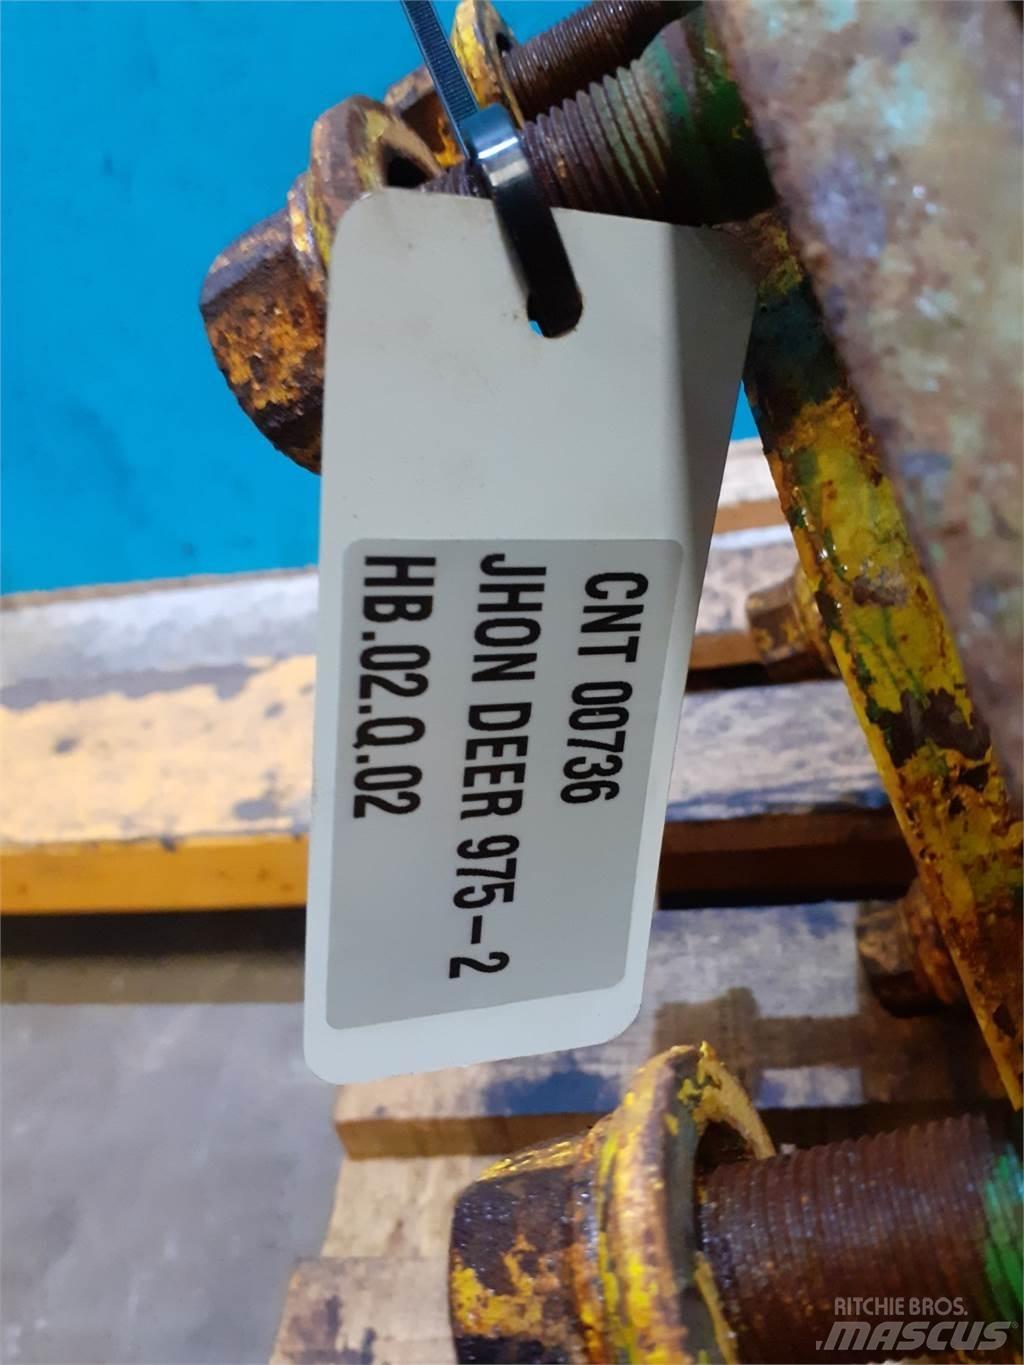 CNT 00736
JHON DEER 975-2
HB.02.Q.02
RITCHIE BROS.
MASCUS